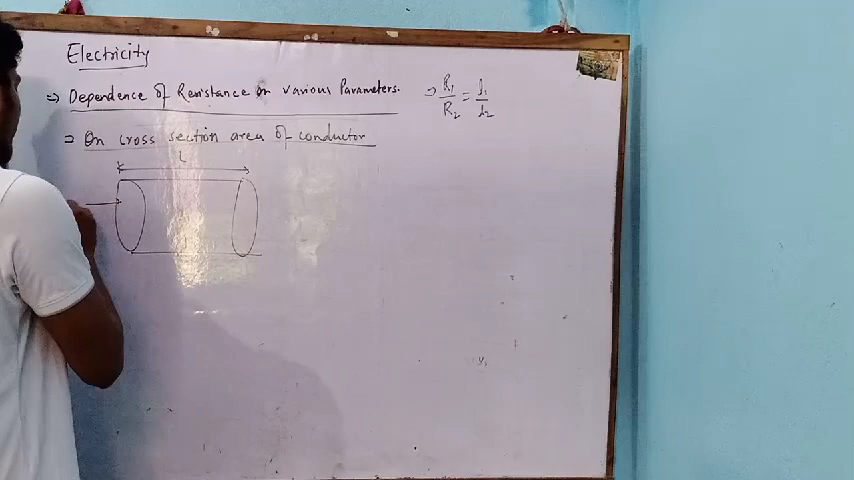 Electricity
⇒ Dependence of Resistance on various Parameters.
⇒ R1/R2 = l1/l2
= On cross section area of conductor
L